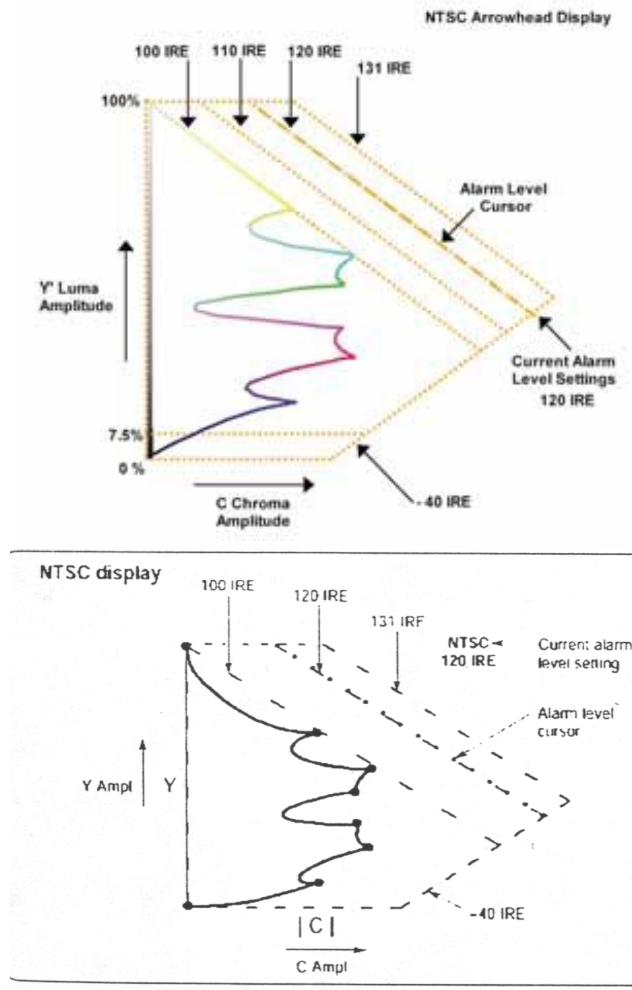 NTSC Arrowhead Display
100 IRE
110 IRE
120 IRE
131 IRE
100%
Alarm Level
Cursor
Y' Luma
Amplitude
Current Alarm
Level Settings
120 IRE
7.5%
0 %
C Chroma
Amplitude
- 40 IRE
NTSC display
100 IRE
120 IRE
131 IRE
NTSC
120 IRE
Current alarm
level setting
Alarm level
cursor
Y Ampl
Y
|C|
C Ampl
-40 IRE